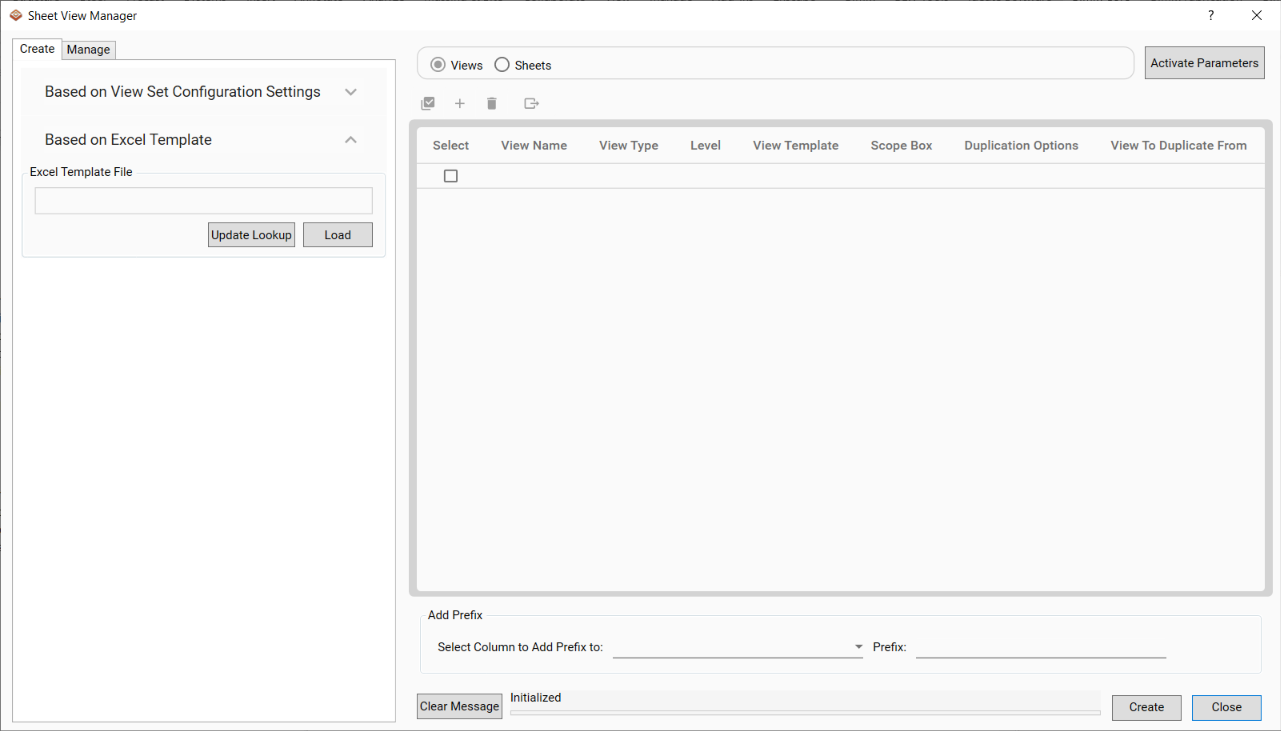 Sheet View Manager
?
Create
Manage
Based on View Set Configuration Settings
Based on Excel Template
Excel Template File
Update Lookup
Load
Views
Sheets
Activate Parameters
Select View Name View Type Level View Template Scope Box Duplication Options View To Duplicate From
Add Prefix
Select Column to Add Prefix to:
Prefix:
Clear Message
Initialized
Create
Close